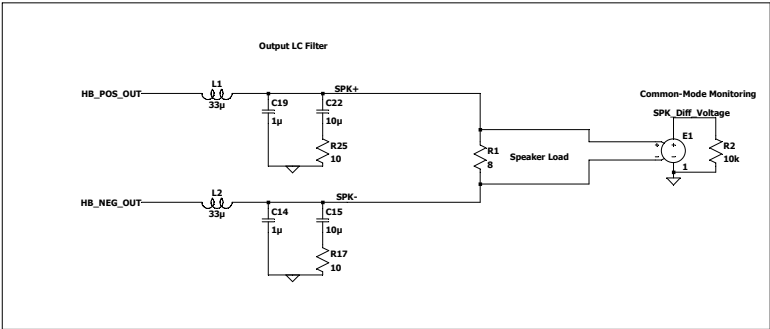 Output LC Filter
HB_POS_OUT
L1
33µ
SPK+
C19
1µ
C22
10µ
R25
10
R1
8
Speaker Load
Common-Mode Monitoring
SPK_Diff_Voltage
E1
+
+
-
-
1
R2
10k
HB_NEG_OUT
L2
33µ
SPK-
C14
1µ
C15
10µ
R17
10